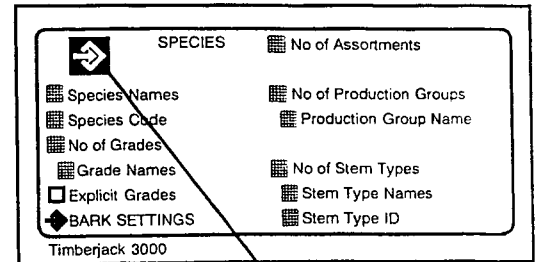 SPECIES
Species Names
Species Code
No of Grades
Grade Names
Explicit Grades
BARK SETTINGS
No of Assortments
No of Production Groups
Production Group Name
No of Stem Types
Stem Type Names
Stem Type ID
Timberjack 3000